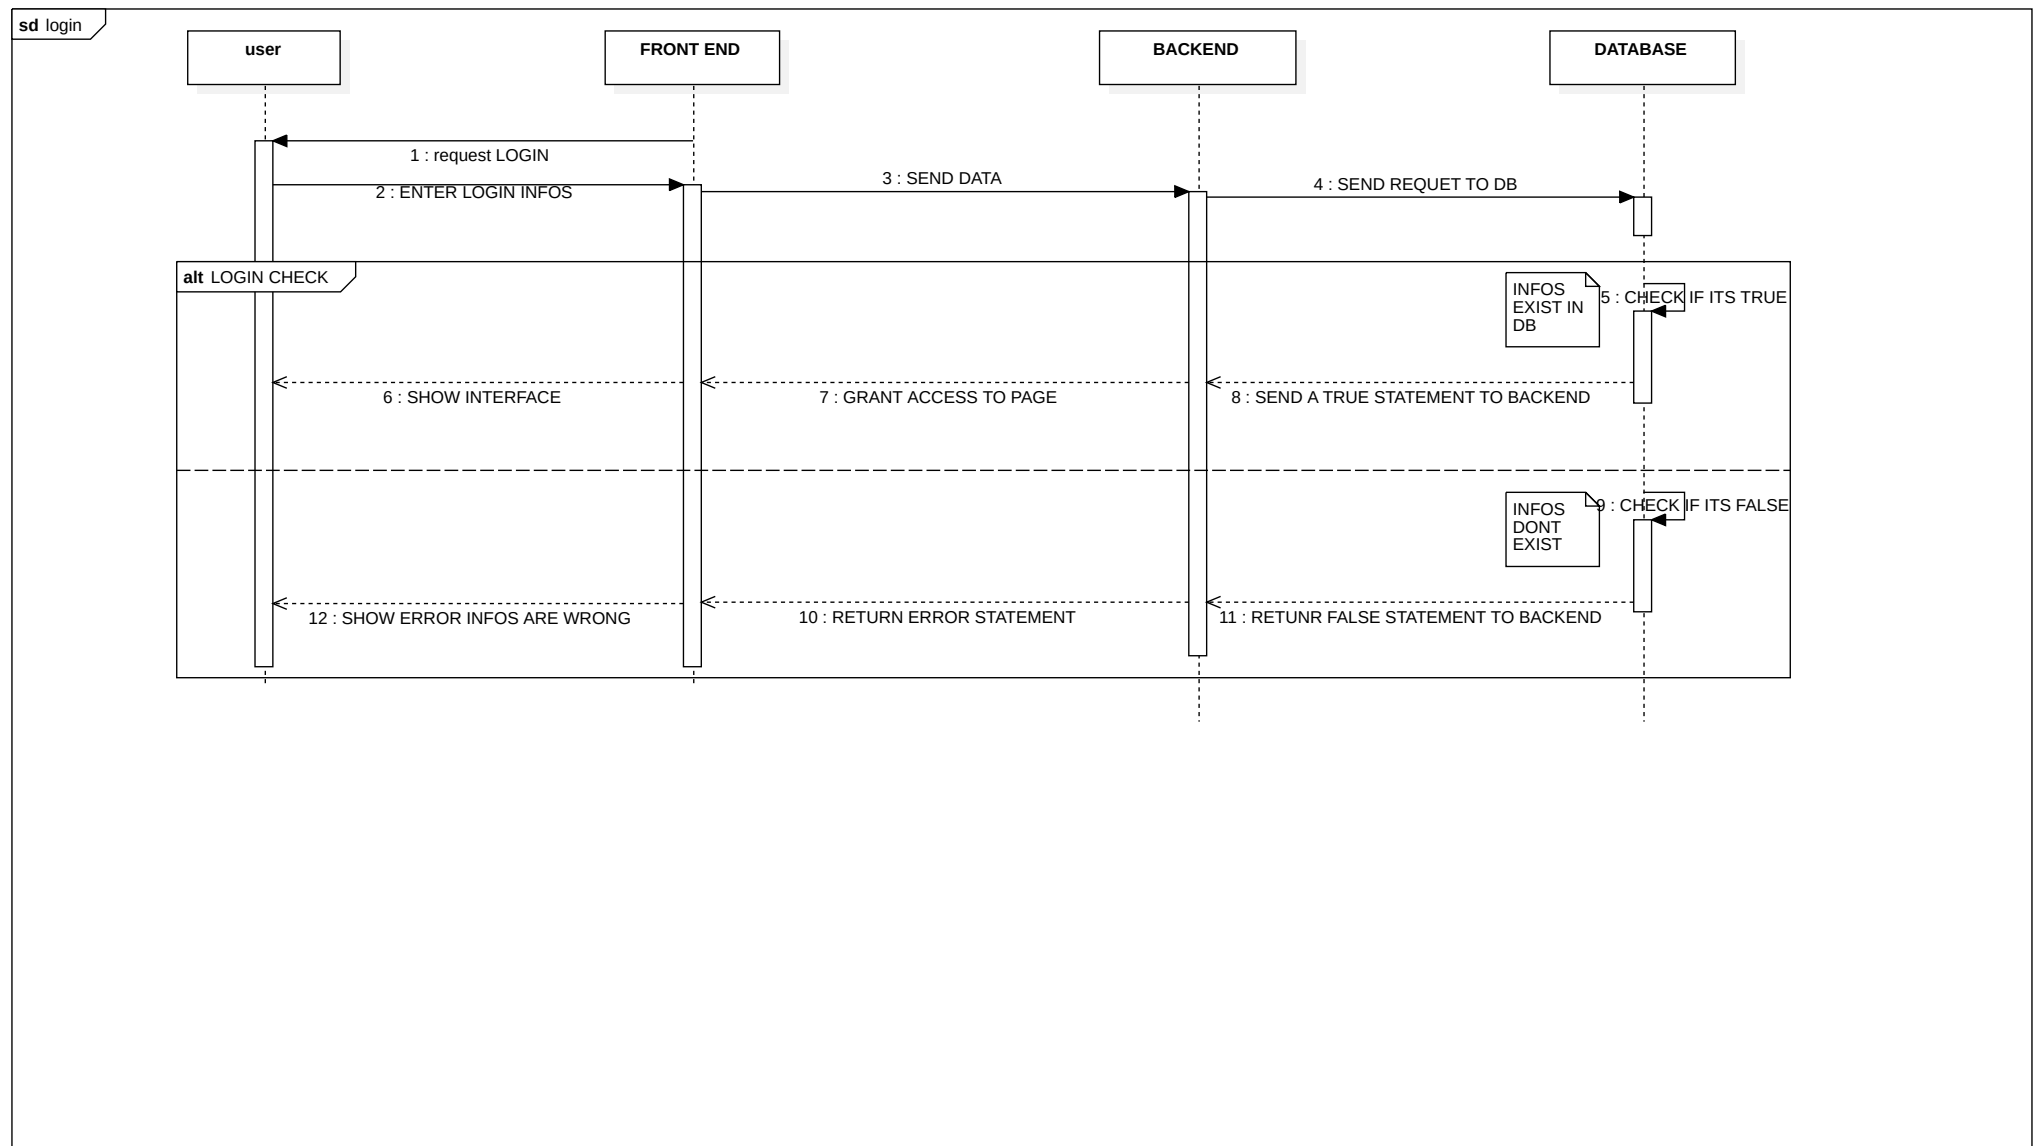 sd login
user
FRONT END
BACKEND
DATABASE
1 : request LOGIN
2 : ENTER LOGIN INFOS
3 : SEND DATA
4 : SEND REQUET TO DB
alt LOGIN CHECK
INFOS
EXIST IN
DB
5 : CHECK IF ITS TRUE
6 : SHOW INTERFACE
7 : GRANT ACCESS TO PAGE
8 : SEND A TRUE STATEMENT TO BACKEND
INFOS
DONT
EXIST
9 : CHECK IF ITS FALSE
12 : SHOW ERROR INFOS ARE WRONG
10 : RETURN ERROR STATEMENT
11 : RETUNR FALSE STATEMENT TO BACKEND